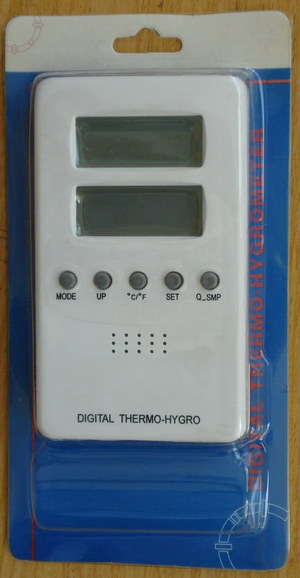 MODE UP °C/°F SET Q_SMP
DIGITAL THERMO-HYGRO
DIGITAL THERMO-HYGROMETER